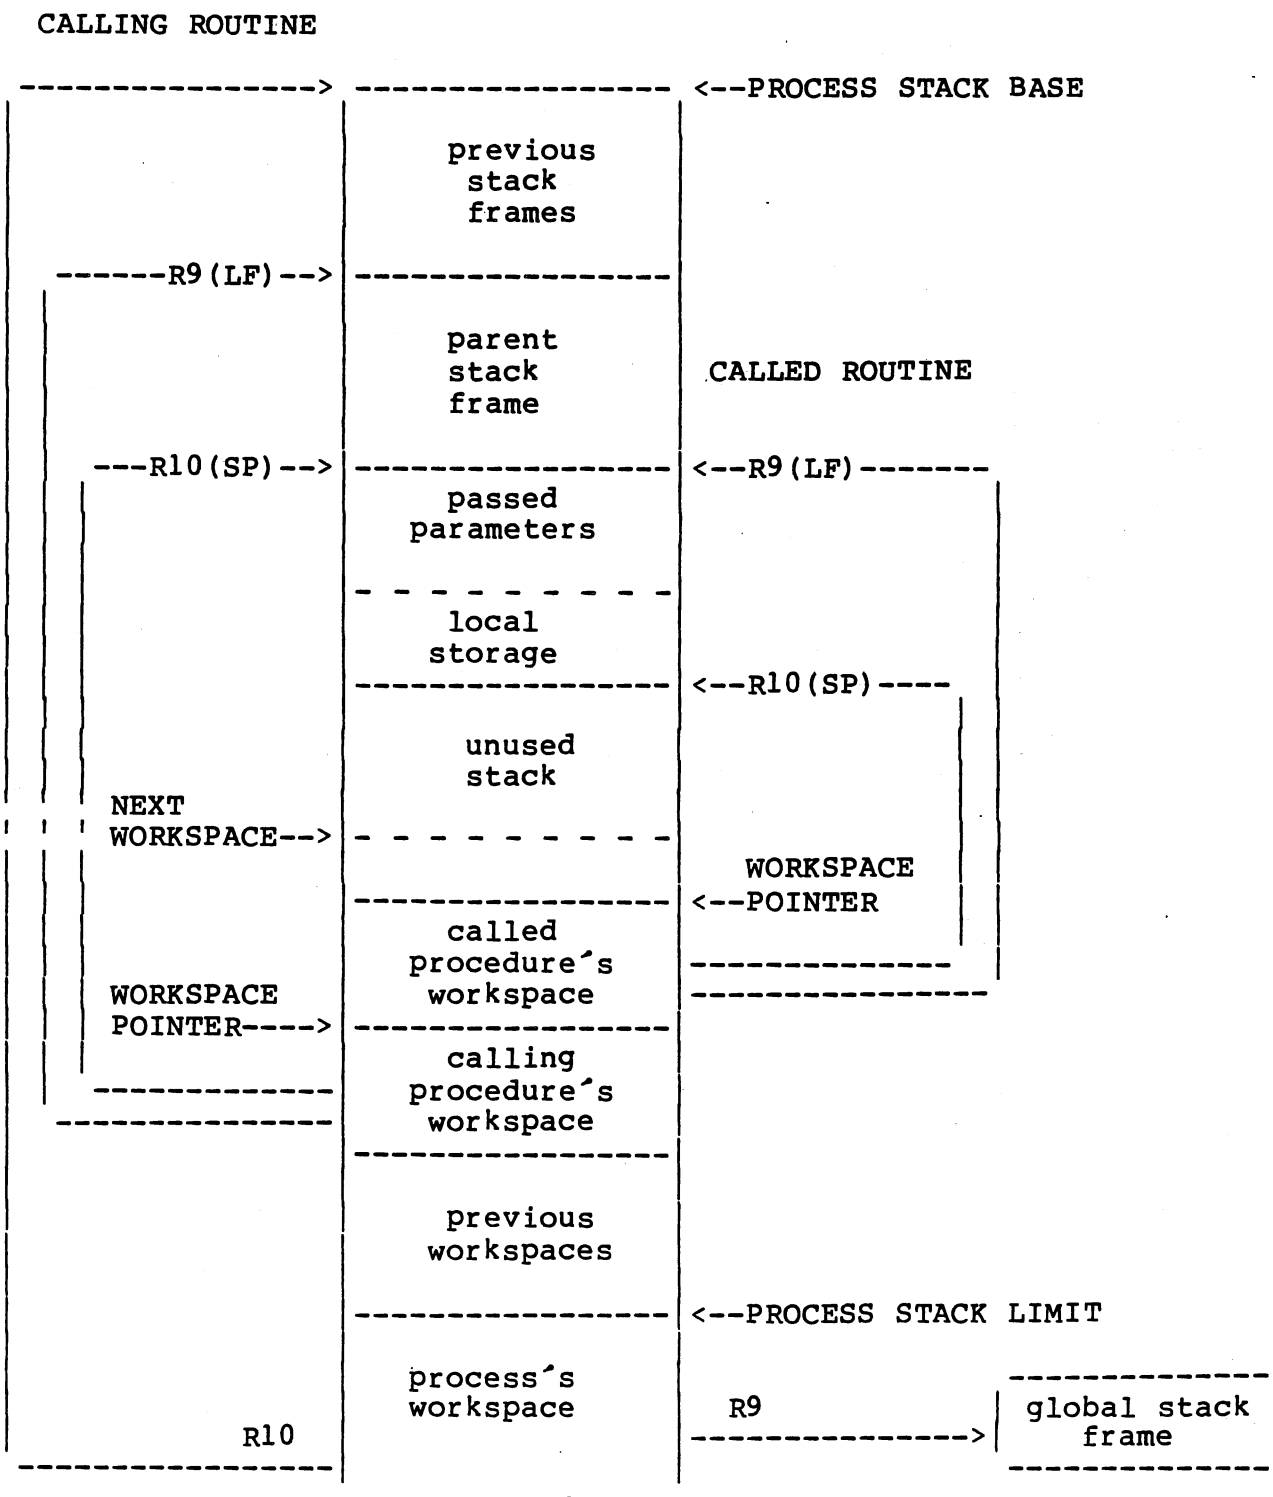 CALLING ROUTINE
<--PROCESS STACK BASE
previous
stack
frames
R9(LF)-->
parent
stack
frame
CALLED ROUTINE
---R10(SP)-->
<--R9(LF)-------
passed
parameters
local
storage
<--R10(SP)----
unused
stack
NEXT
WORKSPACE-->
WORKSPACE
<--POINTER
called
procedure's
workspace
WORKSPACE
POINTER---->
calling
procedure's
workspace
previous
workspaces
<--PROCESS STACK LIMIT
process's
workspace
R9
global stack
frame
R10